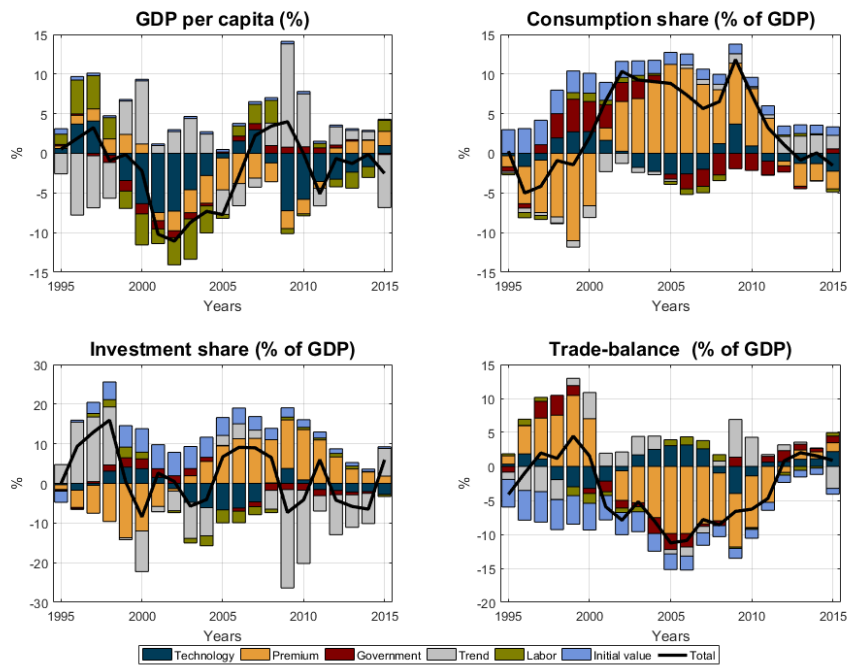 GDP per capita (%)
15
10
5
0
-5
-10
-15
%
1995 2000 2005 2010 2015
Years
Consumption share (% of GDP)
15
10
5
0
-5
-10
-15
%
1995 2000 2005 2010 2015
Years
Investment share (% of GDP)
30
20
10
0
-10
-20
-30
%
1995 2000 2005 2010 2015
Years
Trade-balance (% of GDP)
15
10
5
0
-5
-10
-15
-20
%
1995 2000 2005 2010 2015
Years
Technology Premium Government Trend Labor Initial value Total